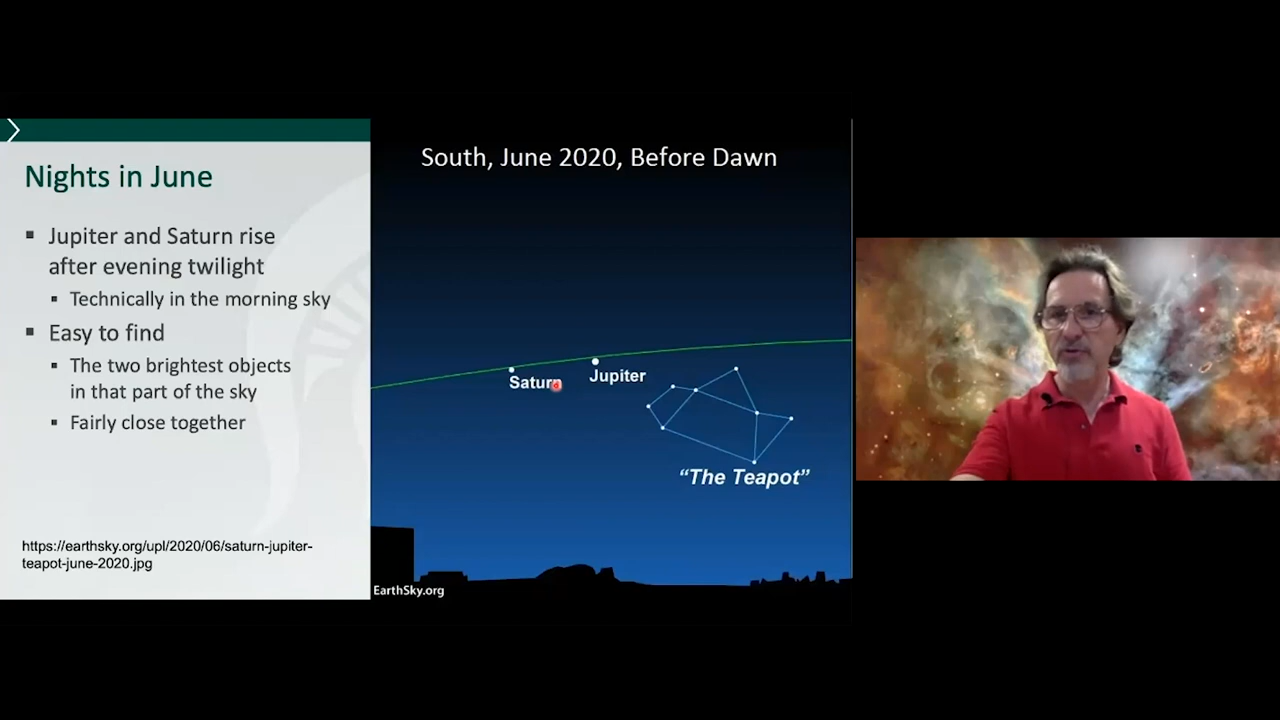 Nights in June
Jupiter and Saturn rise
after evening twilight
Technically in the morning sky
Easy to find
The two brightest objects
in that part of the sky
Fairly close together
https://earthsky.org/upl/2020/06/saturn-jupiter-
teapot-june-2020.jpg
South, June 2020, Before Dawn
Saturn
Jupiter
“The Teapot”
EarthSky.org